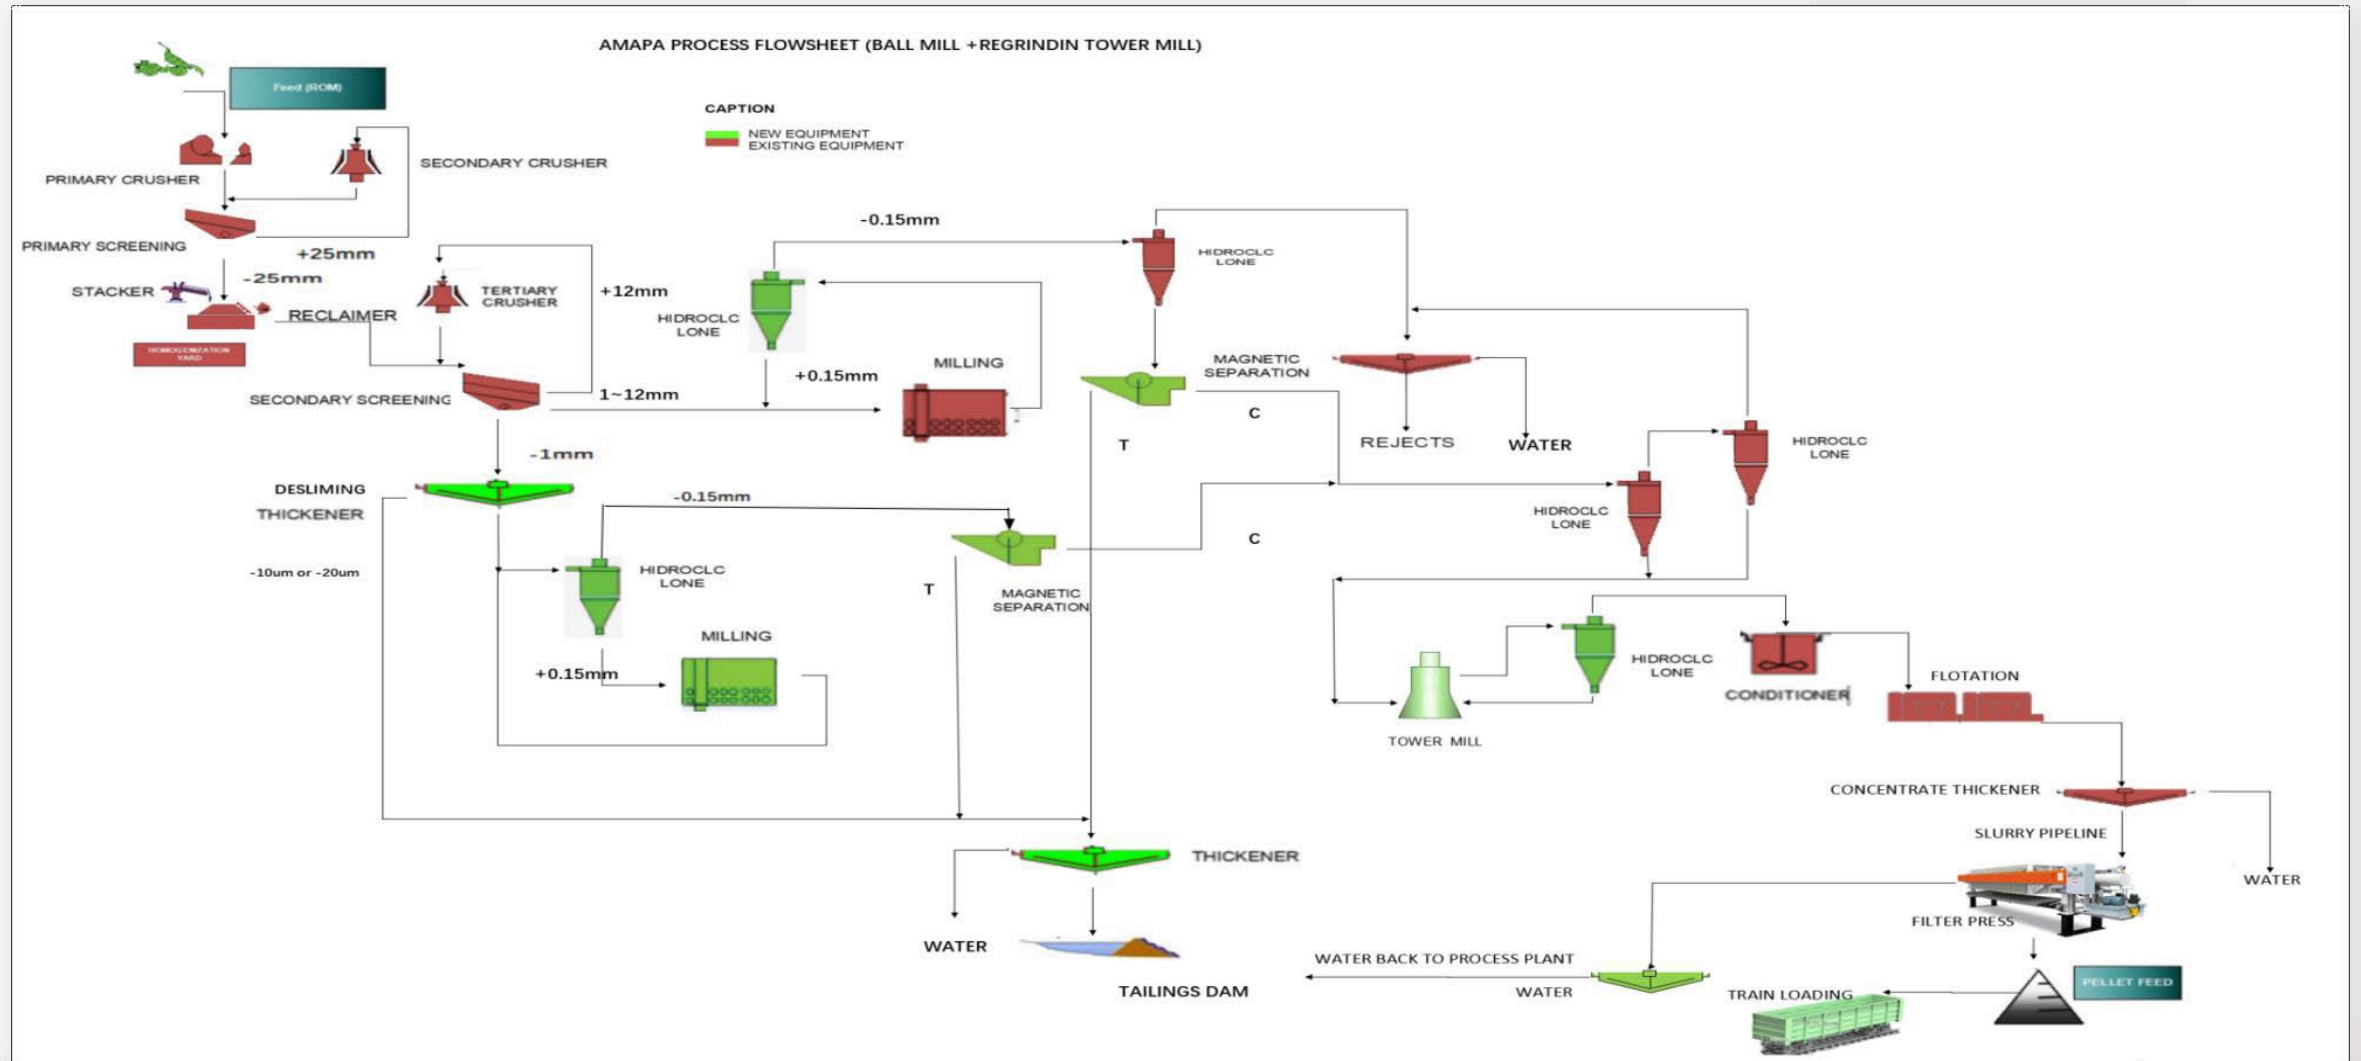 AMAPA PROCESS FLOWSHEET (BALL MILL +REGRINDIN TOWER MILL)
Feed (ROM)
CAPTION
NEW EQUIPMENT
EXISTING EQUIPMENT
PRIMARY CRUSHER
SECONDARY CRUSHER
PRIMARY SCREENING
+25mm
-25mm
STACKER
RECLAIMER
HOMOGENIZATION
YARD
TERTIARY
CRUSHER
+12mm
SECONDARY SCREENING
1~12mm
-1mm
HIDROCLC
LONE
-0.15mm
+0.15mm
MILLING
HIDROCLC
LONE
MAGNETIC
SEPARATION
C
T
REJECTS
WATER
HIDROCLC
LONE
HIDROCLC
LONE
DESLIMING
THICKENER
-10um or -20um
-0.15mm
HIDROCLC
LONE
+0.15mm
MILLING
T
MAGNETIC
SEPARATION
C
TOWER MILL
HIDROCLC
LONE
CONDITIONER
FLOTATION
CONCENTRATE THICKENER
SLURRY PIPELINE
WATER
FILTER PRESS
THICKENER
WATER
TAILINGS DAM
WATER BACK TO PROCESS PLANT
WATER
TRAIN LOADING
PELLET FEED